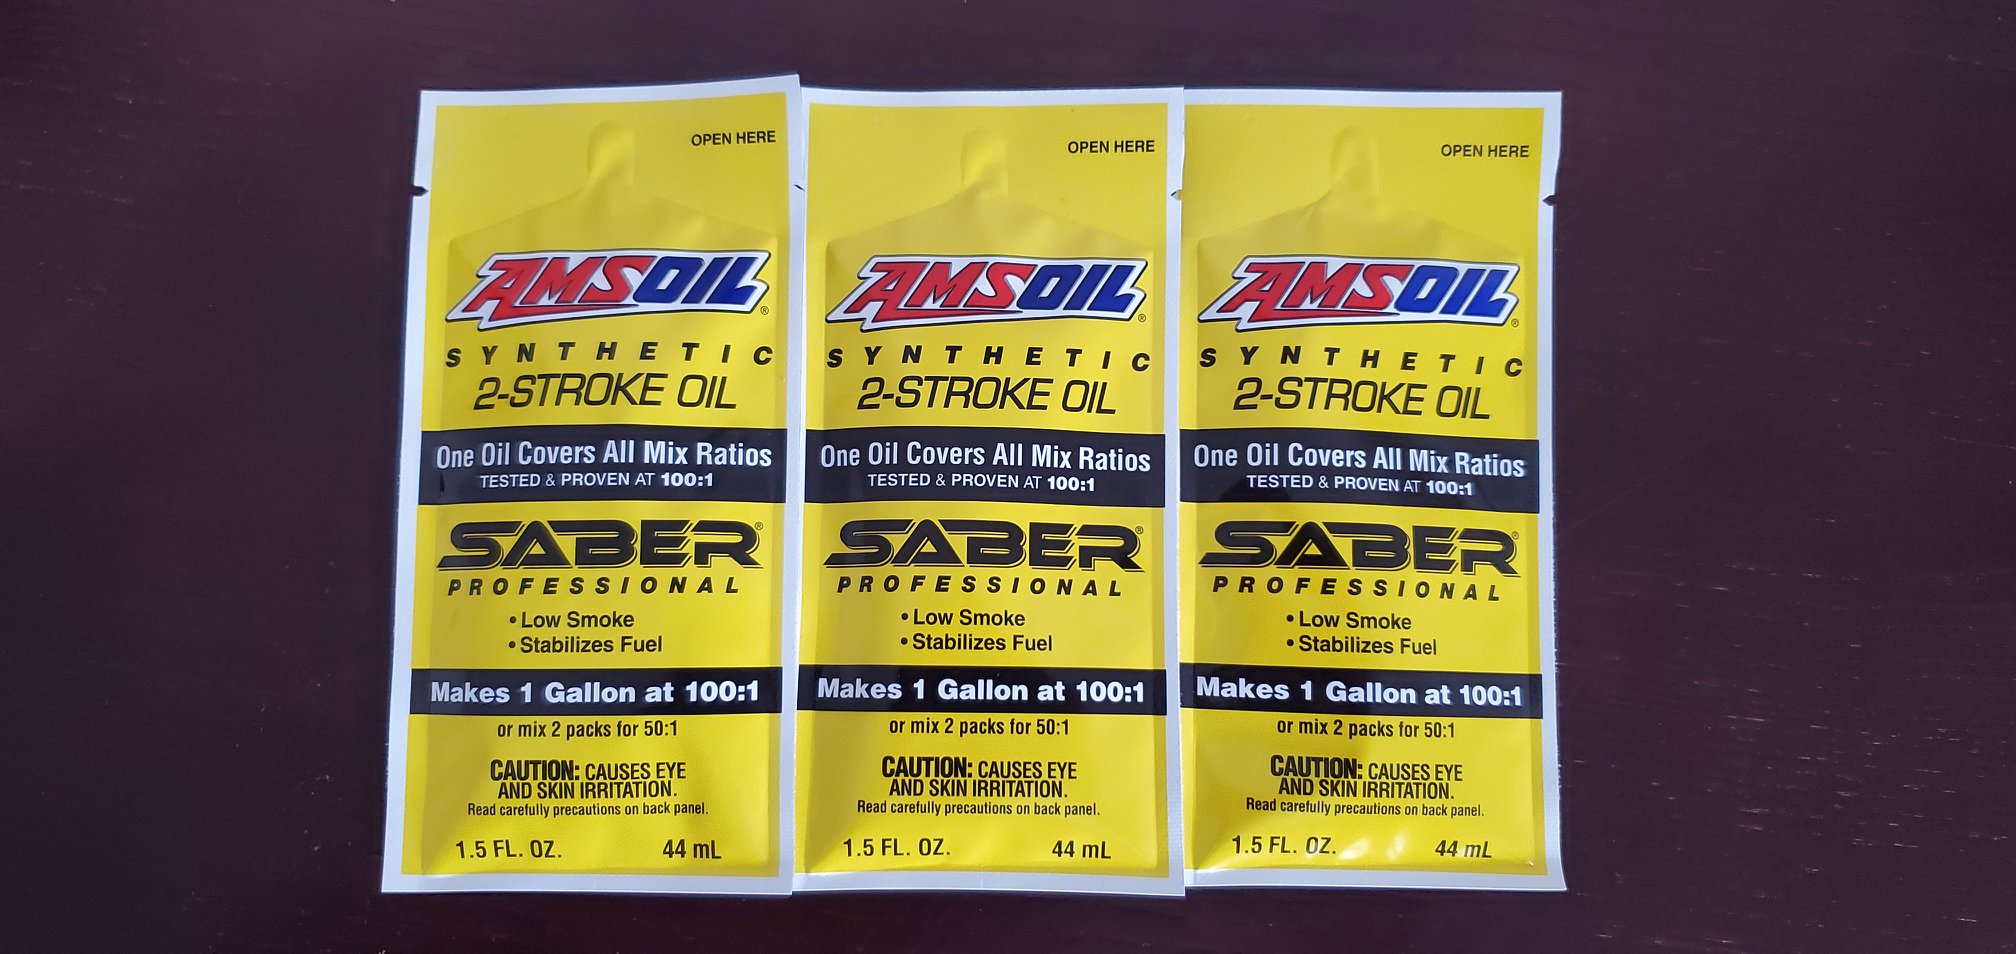 OPEN HERE
AMSOIL®
SYNTHETIC
2-STROKE OIL
One Oil Covers All Mix Ratios
TESTED & PROVEN AT 100:1
SABER®
PROFESSIONAL
• Low Smoke
• Stabilizes Fuel
Makes 1 Gallon at 100:1
or mix 2 packs for 50:1
CAUTION: CAUSES EYE
AND SKIN IRRITATION.
Read carefully precautions on back panel.
1.5 FL. OZ. 44 mL
OPEN HERE
AMSOIL®
SYNTHETIC
2-STROKE OIL
One Oil Covers All Mix Ratios
TESTED & PROVEN AT 100:1
SABER®
PROFESSIONAL
• Low Smoke
• Stabilizes Fuel
Makes 1 Gallon at 100:1
or mix 2 packs for 50:1
CAUTION: CAUSES EYE
AND SKIN IRRITATION.
Read carefully precautions on back panel.
1.5 FL. OZ. 44 mL
OPEN HERE
AMSOIL®
SYNTHETIC
2-STROKE OIL
One Oil Covers All Mix Ratios
TESTED & PROVEN AT 100:1
SABER®
PROFESSIONAL
• Low Smoke
• Stabilizes Fuel
Makes 1 Gallon at 100:1
or mix 2 packs for 50:1
CAUTION: CAUSES EYE
AND SKIN IRRITATION.
Read carefully precautions on back panel.
1.5 FL. OZ. 44 mL